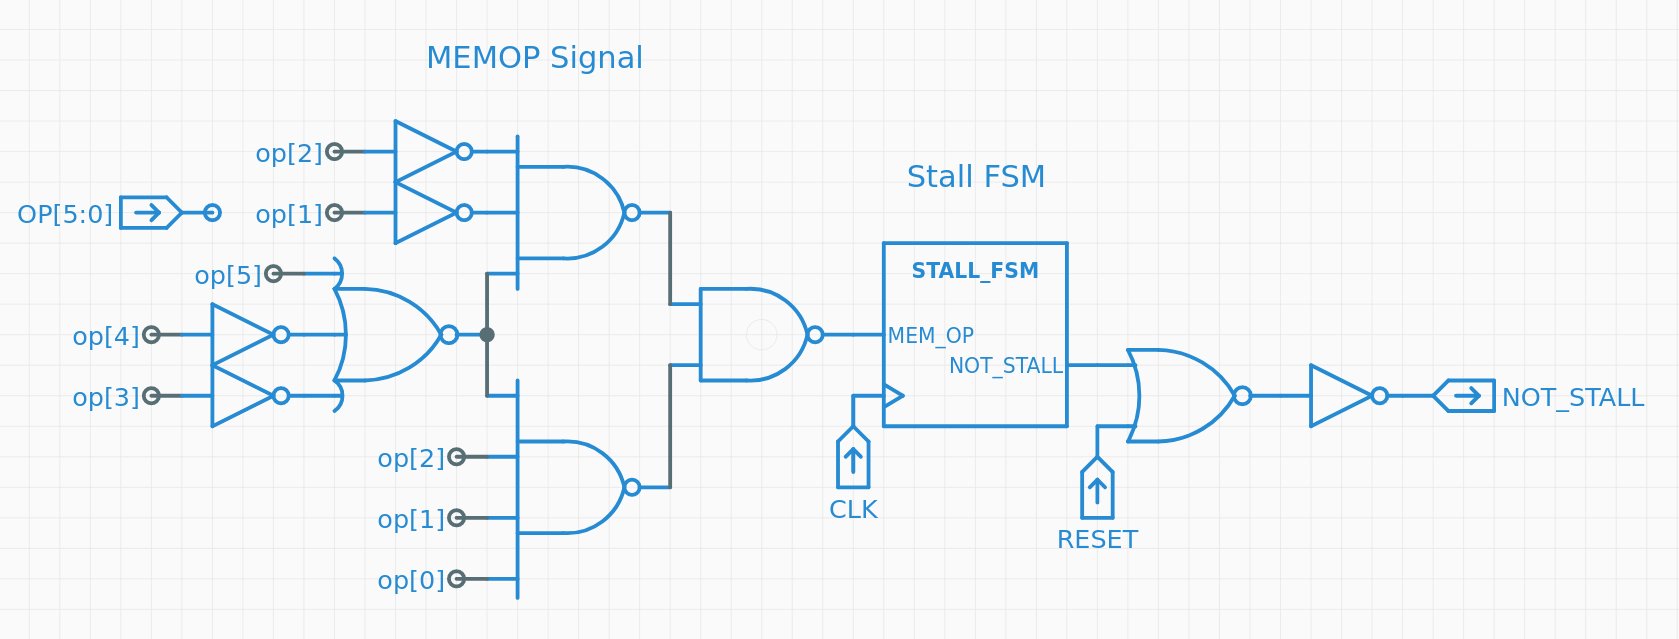 MEMOP Signal
op[2]
OP[5:0]
op[1]
Stall FSM
op[5]
STALL_FSM
op[4]
MEM_OP
NOT_STALL
op[3]
NOT_STALL
op[2]
CLK
op[1]
RESET
op[0]